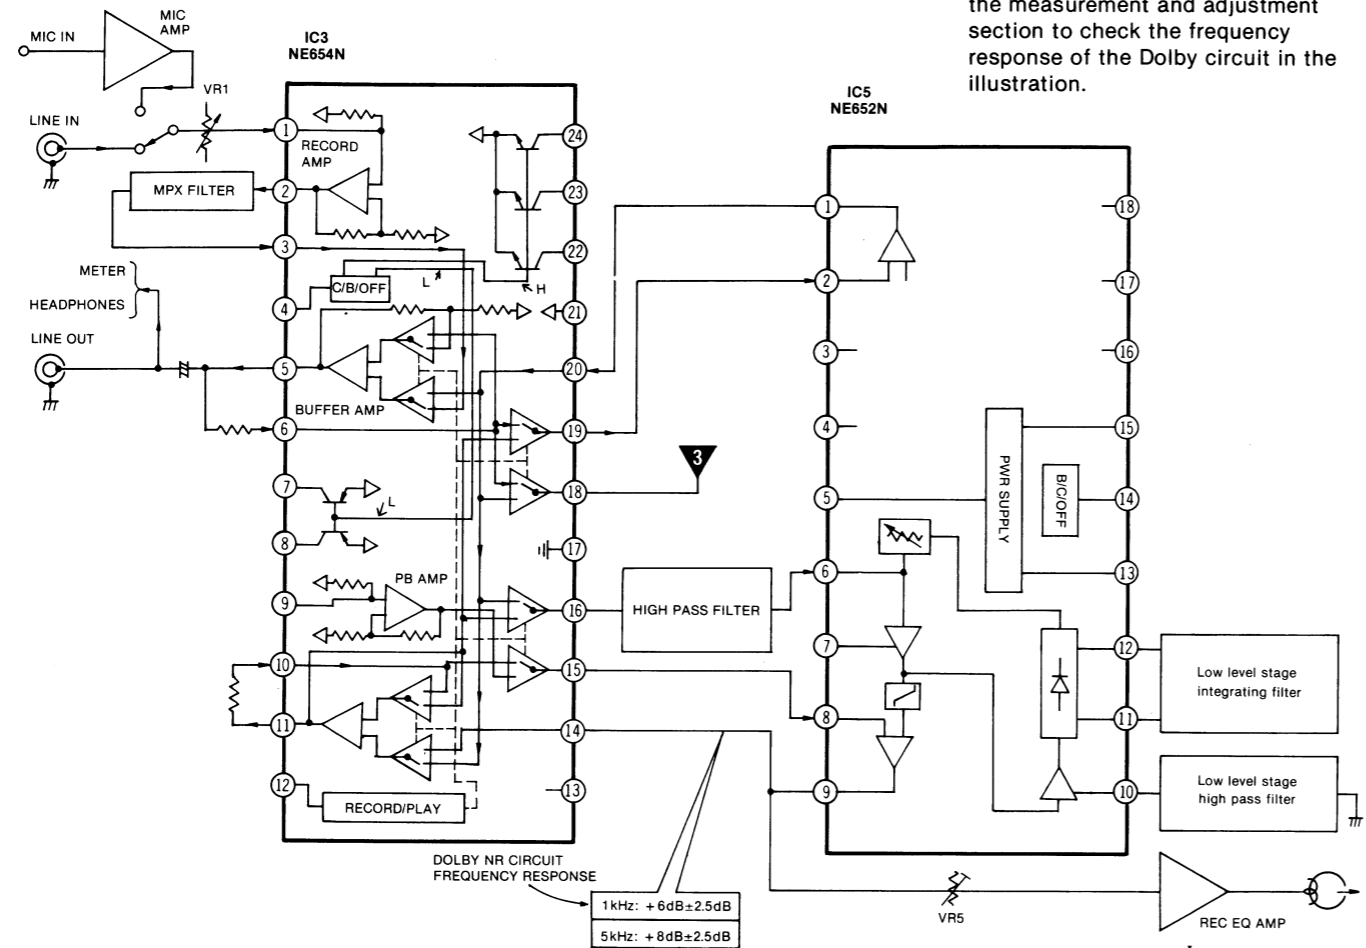 the measurement and adjustment
section to check the frequency
response of the Dolby circuit in the
illustration.
MIC IN
MIC
AMP
IC3
NE654N
VR1
LINE IN
MPX FILTER
METER
HEADPHONES
LINE OUT
1
2
3
4
5
6
7
8
9
10
11
12
RECORD
AMP
C/B/OFF
L
H
BUFFER AMP
L
PB AMP
RECORD/PLAY
24
23
22
21
20
19
18
17
16
15
14
13
3
HIGH PASS FILTER
IC5
NE652N
1
2
3
4
5
6
7
8
9
PWR SUPPLY
B/C/OFF
18
17
16
15
14
13
12
11
10
Low level stage
integrating filter
Low level stage
high pass filter
DOLBY NR CIRCUIT
FREQUENCY RESPONSE
1kHz: +6dB±2.5dB
5kHz: +8dB±2.5dB
VR5
REC EQ AMP